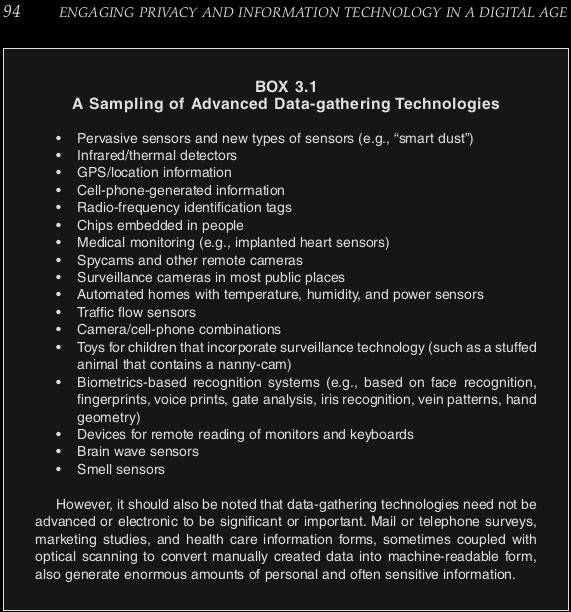 94 ENGAGING PRIVACY AND INFORMATION TECHNOLOGY IN A DIGITAL AGE
BOX 3.1
A Sampling of Advanced Data-gathering Technologies
• Pervasive sensors and new types of sensors (e.g., “smart dust”)
• Infrared/thermal detectors
• GPS/location information
• Cell-phone-generated information
• Radio-frequency identification tags
• Chips embedded in people
• Medical monitoring (e.g., implanted heart sensors)
• Spycams and other remote cameras
• Surveillance cameras in most public places
• Automated homes with temperature, humidity, and power sensors
• Traffic flow sensors
• Camera/cell-phone combinations
• Toys for children that incorporate surveillance technology (such as a stuffed
animal that contains a nanny-cam)
• Biometrics-based recognition systems (e.g., based on face recognition,
fingerprints, voice prints, gate analysis, iris recognition, vein patterns, hand
geometry)
• Devices for remote reading of monitors and keyboards
• Brain wave sensors
• Smell sensors
However, it should also be noted that data-gathering technologies need not be
advanced or electronic to be significant or important. Mail or telephone surveys,
marketing studies, and health care information forms, sometimes coupled with
optical scanning to convert manually created data into machine-readable form,
also generate enormous amounts of personal and often sensitive information.